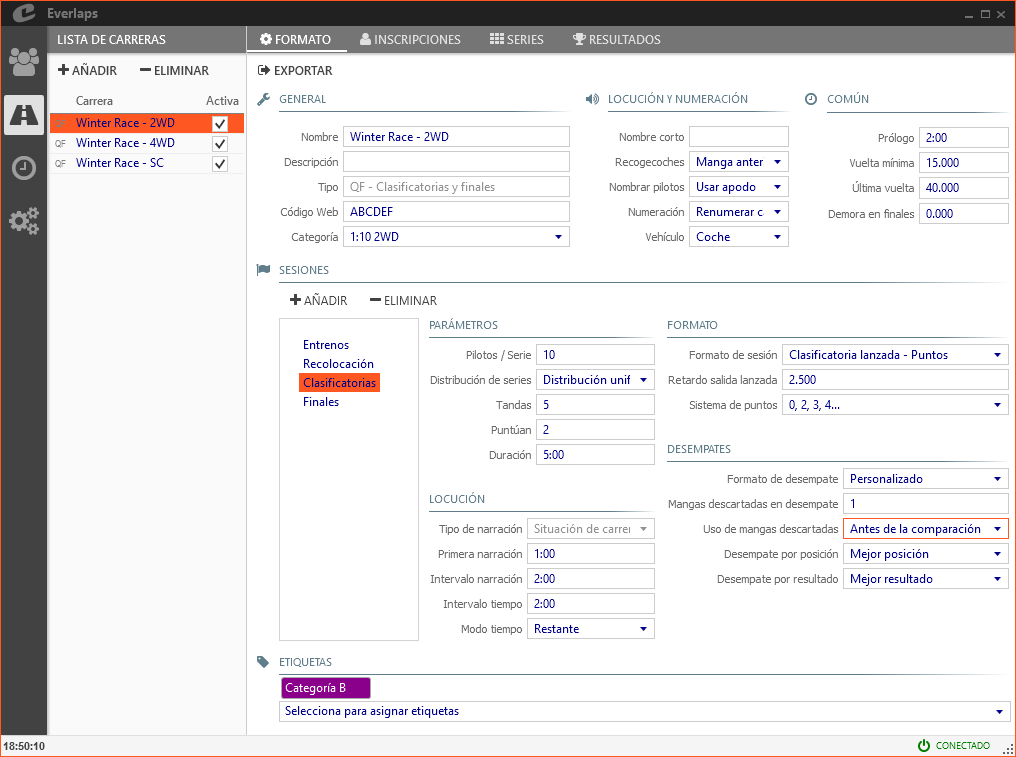 Everlaps
LISTA DE CARRERAS
FORMATO
INSCRIPCIONES
SERIES
RESULTADOS
AÑADIR
ELIMINAR
EXPORTAR
Carrera
Activa
QF Winter Race - 2WD
QF Winter Race - 4WD
QF Winter Race - SC
GENERAL
Nombre Winter Race - 2WD
Descripción
Tipo QF - Clasificatorias y finales
Código Web ABCDEF
Categoría 1:10 2WD
LOCUCIÓN Y NUMERACIÓN
Nombre corto
Recogecoches Manga anter
Nombrar pilotos Usar apodo
Numeración Renumerar c
Vehículo Coche
COMÚN
Prólogo 2:00
Vuelta mínima 15.000
Última vuelta 40.000
Demora en finales 0.000
SESIONES
AÑADIR
ELIMINAR
Entrenos
Recolocación
Clasificatorias
Finales
PARÁMETROS
Pilotos / Serie 10
Distribución de series Distribución unif
Tandas 5
Puntúan 2
Duración 5:00
LOCUCIÓN
Tipo de narración Situación de carrer
Primera narración 1:00
Intervalo narración 2:00
Intervalo tiempo 2:00
Modo tiempo Restante
FORMATO
Formato de sesión Clasificatoria lanzada - Puntos
Retardo salida lanzada 2.500
Sistema de puntos 0, 2, 3, 4...
DESEMPATES
Formato de desempate Personalizado
Mangas descartadas en desempate 1
Uso de mangas descartadas Antes de la comparación
Desempate por posición Mejor posición
Desempate por resultado Mejor resultado
ETIQUETAS
Categoría B
Selecciona para asignar etiquetas
18:50:10
CONECTADO